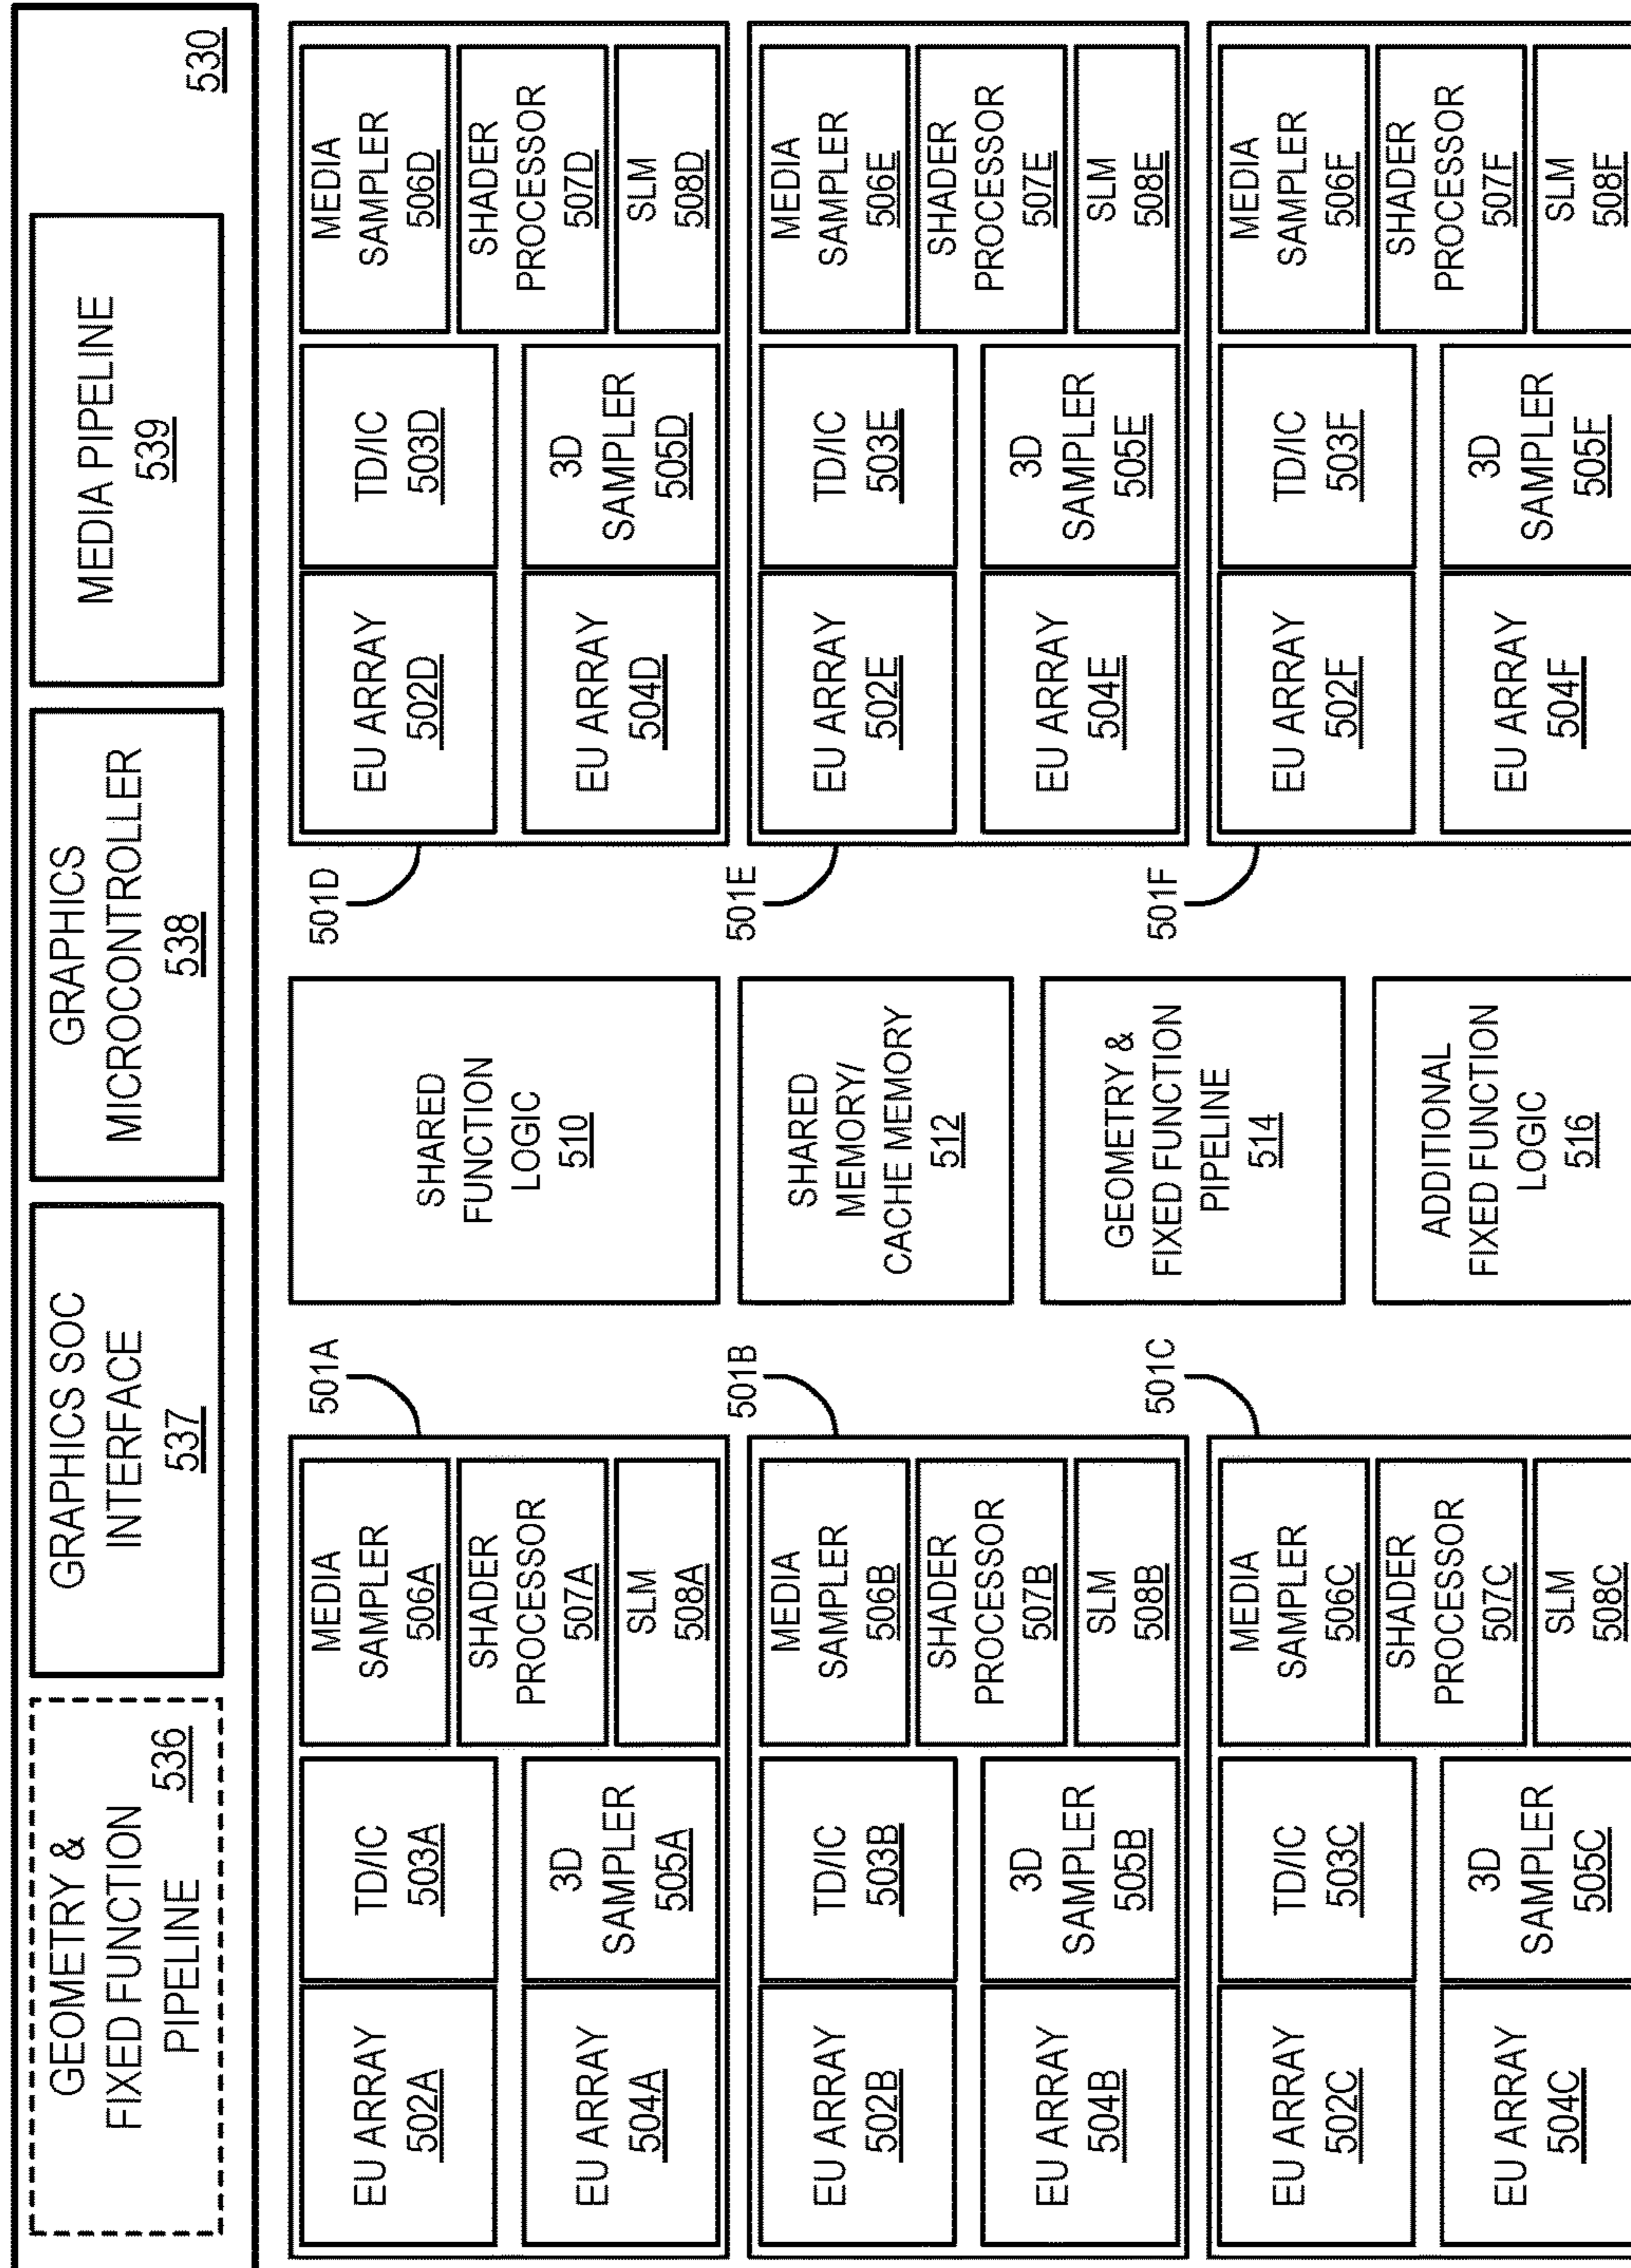 530
GEOMETRY &
FIXED FUNCTION
PIPELINE
536
GRAPHICS SOC
INTERFACE
537
GRAPHICS
MICROCONTROLLER
538
MEDIA PIPELINE
539
501A
EU ARRAY
502A
TD/IC
503A
EU ARRAY
504A
3D
SAMPLER
505A
MEDIA
SAMPLER
506A
SHADER
PROCESSOR
507A
SLM
508A
SHARED
FUNCTION
LOGIC
510
501D
EU ARRAY
502D
TD/IC
503D
EU ARRAY
504D
3D
SAMPLER
505D
MEDIA
SAMPLER
506D
SHADER
PROCESSOR
507D
SLM
508D
501B
EU ARRAY
502B
TD/IC
503B
EU ARRAY
504B
3D
SAMPLER
505B
MEDIA
SAMPLER
506B
SHADER
PROCESSOR
507B
SLM
508B
SHARED
MEMORY/
CACHE MEMORY
512
501E
EU ARRAY
502E
TD/IC
503E
EU ARRAY
504E
3D
SAMPLER
505E
MEDIA
SAMPLER
506E
SHADER
PROCESSOR
507E
SLM
508E
GEOMETRY &
FIXED FUNCTION
PIPELINE
514
501C
EU ARRAY
502C
TD/IC
503C
EU ARRAY
504C
3D
SAMPLER
505C
MEDIA
SAMPLER
506C
SHADER
PROCESSOR
507C
SLM
508C
ADDITIONAL
FIXED FUNCTION
LOGIC
516
501F
EU ARRAY
502F
TD/IC
503F
EU ARRAY
504F
3D
SAMPLER
505F
MEDIA
SAMPLER
506F
SHADER
PROCESSOR
507F
SLM
508F